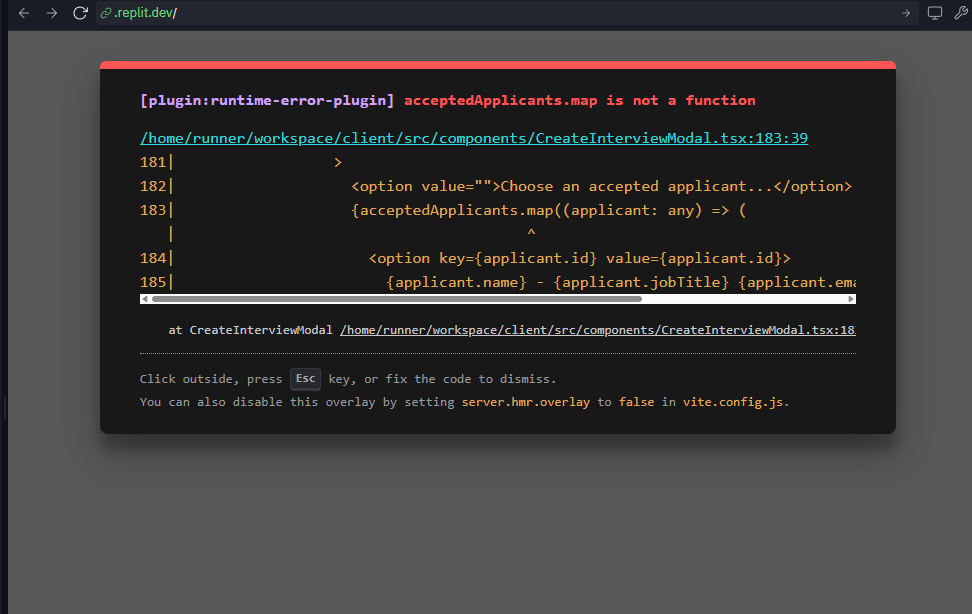 .replit.dev/
[plugin:runtime-error-plugin] acceptedApplicants.map is not a function
/home/runner/workspace/client/src/components/CreateInterviewModal.tsx:183:39
181|                  >
182|                    <option value="">Choose an accepted applicant...</option>
183|                    {acceptedApplicants.map((applicant: any) => (
|                                        ^
184|                      <option key={applicant.id} value={applicant.id}>
185|                        {applicant.name} - {applicant.jobTitle} {applicant.ema
at CreateInterviewModal /home/runner/workspace/client/src/components/CreateInterviewModal.tsx:18
Click outside, press Esc key, or fix the code to dismiss.
You can also disable this overlay by setting server.hmr.overlay to false in vite.config.js.